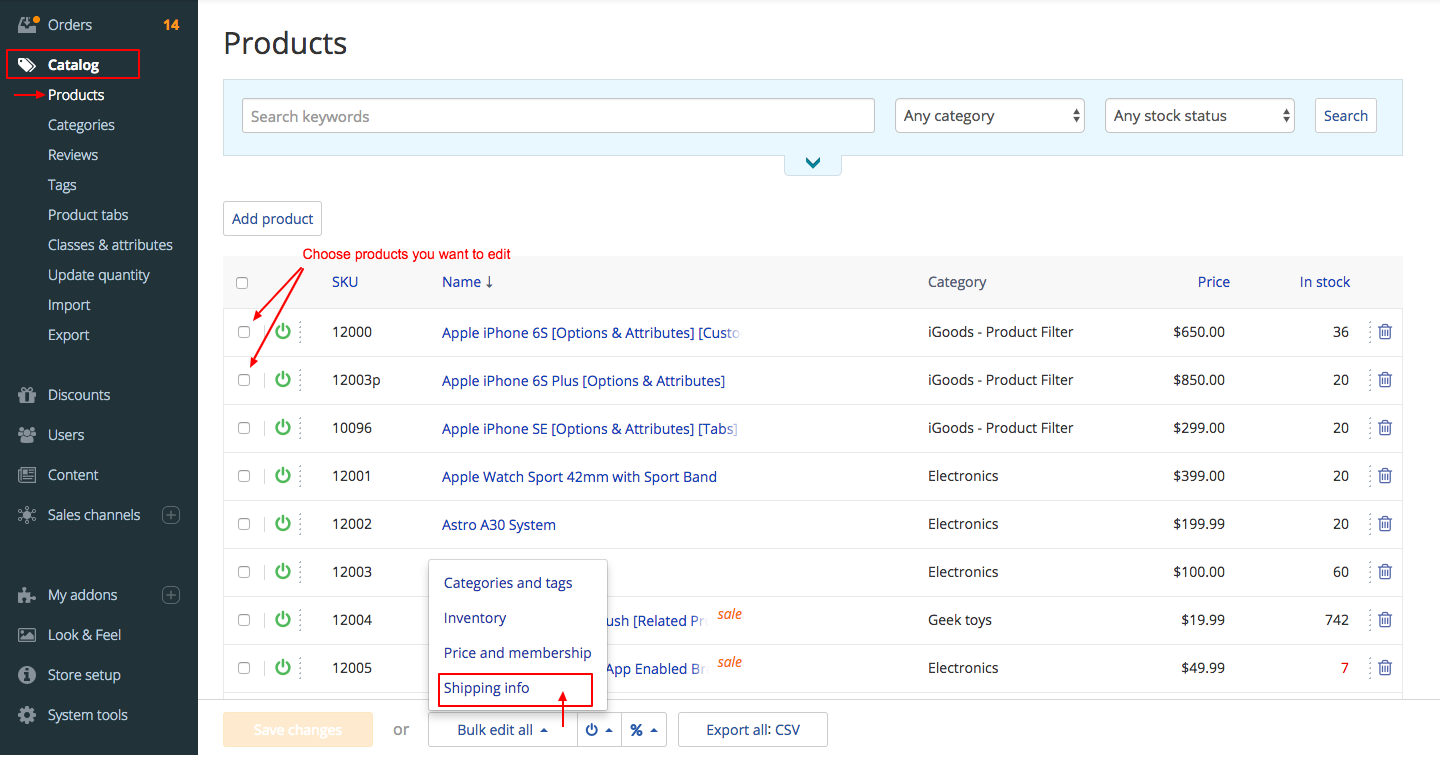 Orders 14
Catalog
Products
Categories
Reviews
Tags
Product tabs
Classes & attributes
Update quantity
Import
Export
Discounts
Users
Content
Sales channels
My addons
Look & Feel
Store setup
System tools
Products
Search keywords Any category Any stock status Search
Add product
Choose products you want to edit
SKU Name ↓ Category Price In stock
12000 Apple iPhone 6S [Options & Attributes] [Custo iGoods - Product Filter $650.00 36
12003p Apple iPhone 6S Plus [Options & Attributes] iGoods - Product Filter $850.00 20
10096 Apple iPhone SE [Options & Attributes] [Tabs] iGoods - Product Filter $299.00 20
12001 Apple Watch Sport 42mm with Sport Band Electronics $399.00 20
12002 Astro A30 System Electronics $199.99 20
12003 Electronics $100.00 60
12004 ush [Related Pr sale Geek toys $19.99 742
12005 App Enabled Br sale Electronics $49.99 7
Categories and tags
Inventory
Price and membership
Shipping info
Save changes or Bulk edit all % Export all: CSV